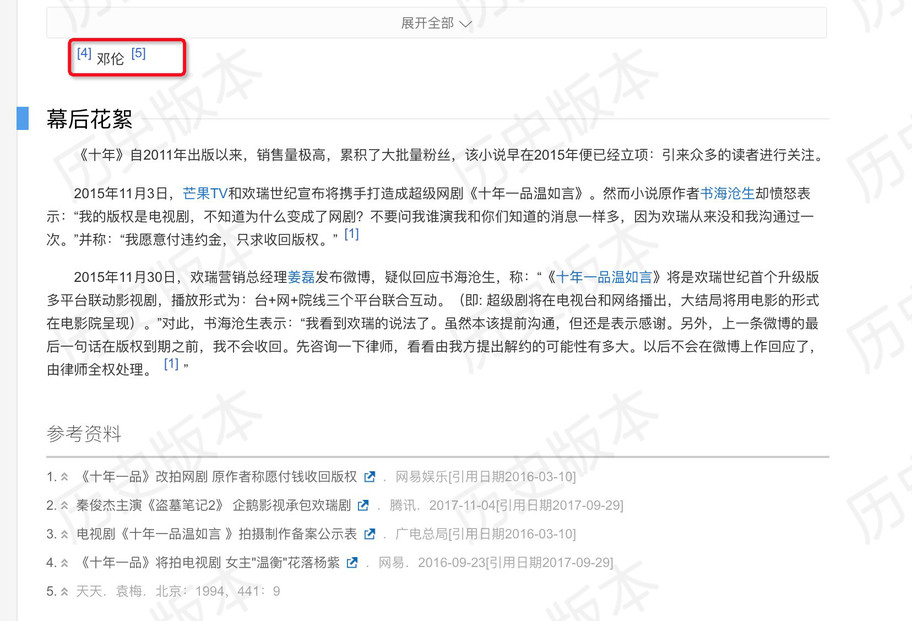 展开全部
[4] 邓伦 [5]
幕后花絮
《十年》自2011年出版以来，销售量极高，累积了大批量粉丝，该小说早在2015年便已经立项：引来众多的读者进行关注。
2015年11月3日，芒果TV和欢瑞世纪宣布将携手打造成超级网剧《十年一品温如言》。然而小说原作者书海沧生却愤怒表
示：“我的版权是电视剧，不知道为什么变成了网剧？不要问我谁演我和你们知道的消息一样多，因为欢瑞从来没和我沟通过一
次。”并称：“我愿意付违约金，只求收回版权。” [1]
2015年11月30日，欢瑞营销总经理姜磊发布微博，疑似回应书海沧生，称：“《十年一品温如言》将是欢瑞世纪首个升级版
多平台联动影视剧，播放形式为：台+网+院线三个平台联合互动。（即: 超级剧将在电视台和网络播出，大结局将用电影的形式
在电影院呈现）。”对此，书海沧生表示：“我看到欢瑞的说法了。虽然本该提前沟通，但还是表示感谢。另外，上一条微博的最
后一句话在版权到期之前，我不会收回。先咨询一下律师，看看由我方提出解约的可能性有多大。以后不会在微博上作回应了，
由律师全权处理。 [1] ”
参考资料
1. 《十年一品》改拍网剧 原作者称愿付钱收回版权 . 网易娱乐[引用日期2016-03-10]
2. 秦俊杰主演《盗墓笔记2》 企鹅影视承包欢瑞剧 . 腾讯. 2017-11-04[引用日期2017-09-29]
3. 电视剧《十年一品温如言 》拍摄制作备案公示表 . 广电总局[引用日期2016-03-10]
4. 《十年一品》将拍电视剧 女主"温衡"花落杨紫 . 网易. 2016-09-23[引用日期2017-09-29]
5. 天天．袁梅．北京：1994，441：9
历史版本